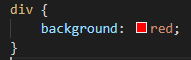 div {
    background: red;
}